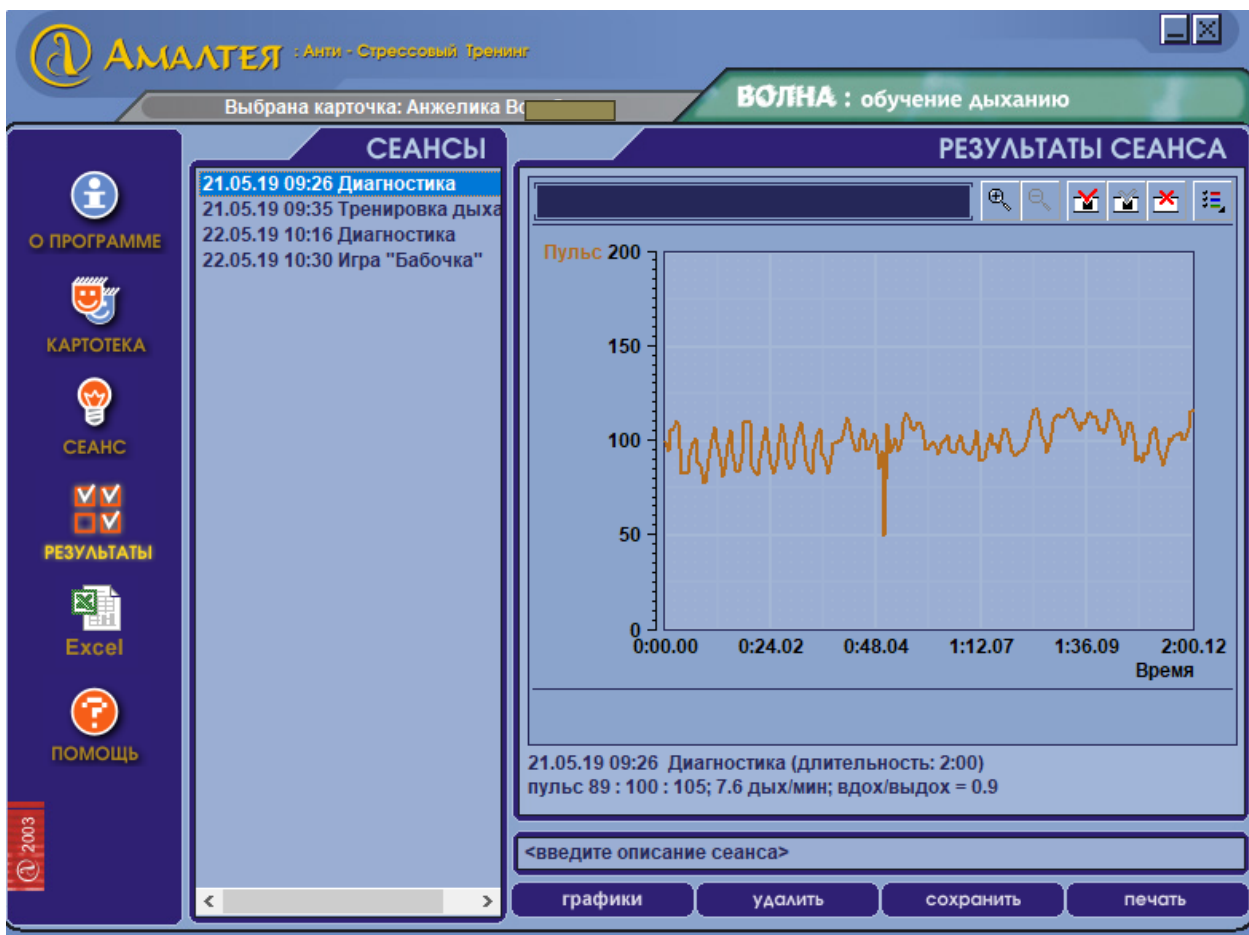 АМАЛТЕЯ : Анти - Стрессовый Тренинг
Выбрана карточка: Анжелика
ВОЛНА : обучение дыханию
О ПРОГРАММЕ
КАРТОТЕКА
СЕАНС
РЕЗУЛЬТАТЫ
Excel
ПОМОЩЬ
@ 2003
СЕАНСЫ
21.05.19 09:26 Диагностика
21.05.19 09:35 Тренировка дыха
22.05.19 10:16 Диагностика
22.05.19 10:30 Игра "Бабочка"
РЕЗУЛЬТАТЫ СЕАНСА
Пульс 200
150
100
50
0
0:00.00 0:24.02 0:48.04 1:12.07 1:36.09 2:00.12
Время
21.05.19 09:26 Диагностика (длительность: 2:00)
пульс 89 : 100 : 105; 7.6 дых/мин; вдох/выдох = 0.9
<введите описание сеанса>
графики удалить сохранить печать